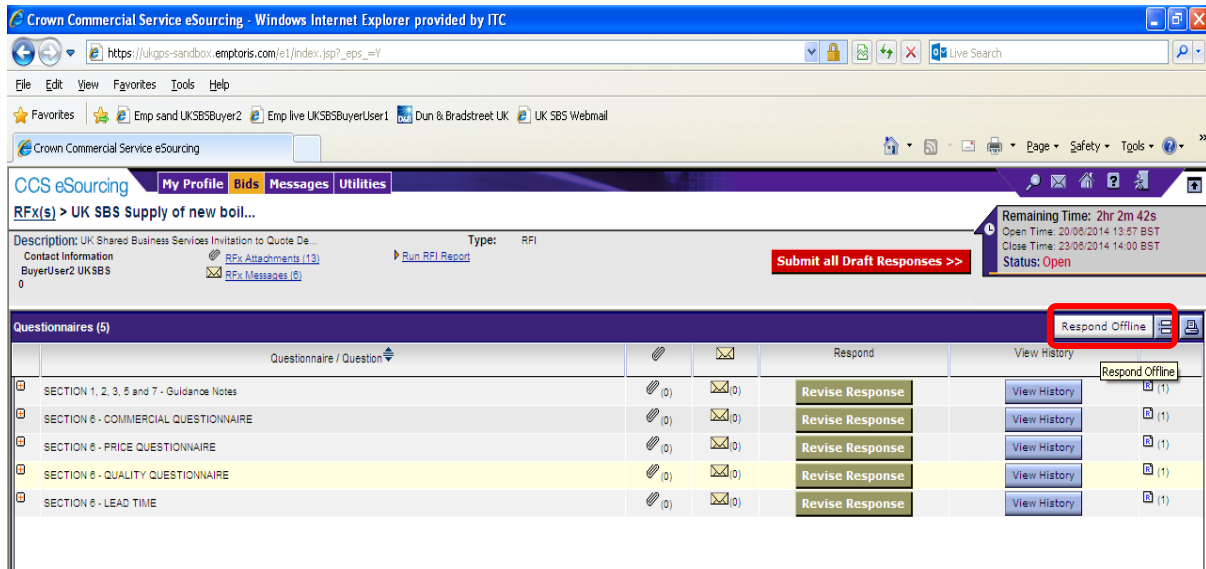 Crown Commercial Service eSourcing - Windows Internet Explorer provided by ITC
https://ukgps-sandbox.emptoris.com/e1/index.jsp?_eps_=Y
Live Search
File Edit View Favorites Tools Help
Favorites Emp sand UKSBSBuyer2 Emp live UKSBSBuyerUser1 Dun & Bradstreet UK UK SBS Webmail
Crown Commercial Service eSourcing Page Safety Tools »
CCS eSourcing My Profile Bids Messages Utilities
RFx(s) > UK SBS Supply of new boil...
Remaining Time: 2hr 2m 42s
Open Time: 20/06/2014 13:57 BST
Close Time: 23/06/2014 14:00 BST
Status: Open
Description: UK Shared Business Services Invitation to Quote De... Type: RFI
Contact Information RFx Attachments (13) Run RFI Report
BuyerUser2 UKSBS RFx Messages (6)
0
Submit all Draft Responses >>
Questionnaires (5) Respond Offline
Questionnaire / Question Respond View History
Respond Offline
SECTION 1, 2, 3, 5 and 7 - Guidance Notes (0) (0) Revise Response View History R (1)
SECTION 6 - COMMERCIAL QUESTIONNAIRE (0) (0) Revise Response View History R (1)
SECTION 6 - PRICE QUESTIONNAIRE (0) (0) Revise Response View History R (1)
SECTION 6 - QUALITY QUESTIONNAIRE (0) (0) Revise Response View History R (1)
SECTION 6 - LEAD TIME (0) (0) Revise Response View History R (1)